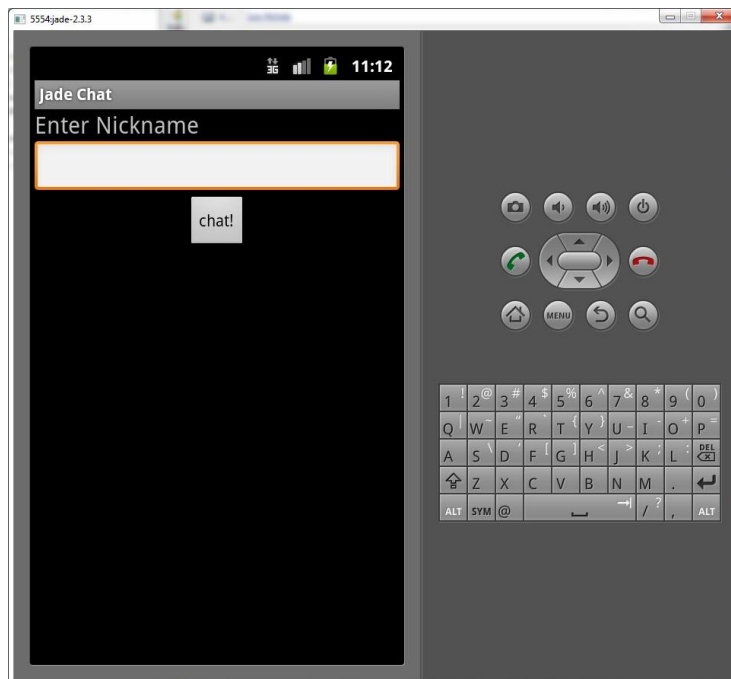 5554:jade-2.3.3
3G 11:12
Jade Chat
Enter Nickname
chat!
MENU
1 ! 2 @ 3 # 4 $ 5 % 6 ^ 7 & 8 * 9 ( 0 )
Q | W ~ E " R ` T { Y } U _ I - O + P =
A S \ D ' F [ G ] H < J > K ; L : DEL
Z X C V B N M .
ALT SYM @ / ? , ALT